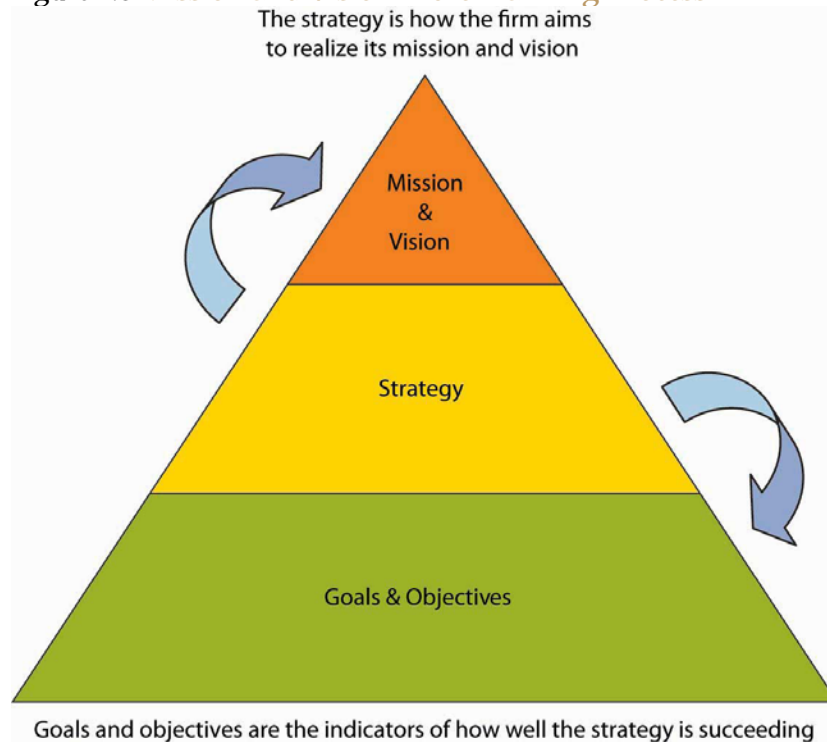 The strategy is how the firm aims
to realize its mission and vision
Mission
&
Vision
Strategy
Goals & Objectives
Goals and objectives are the indicators of how well the strategy is succeeding